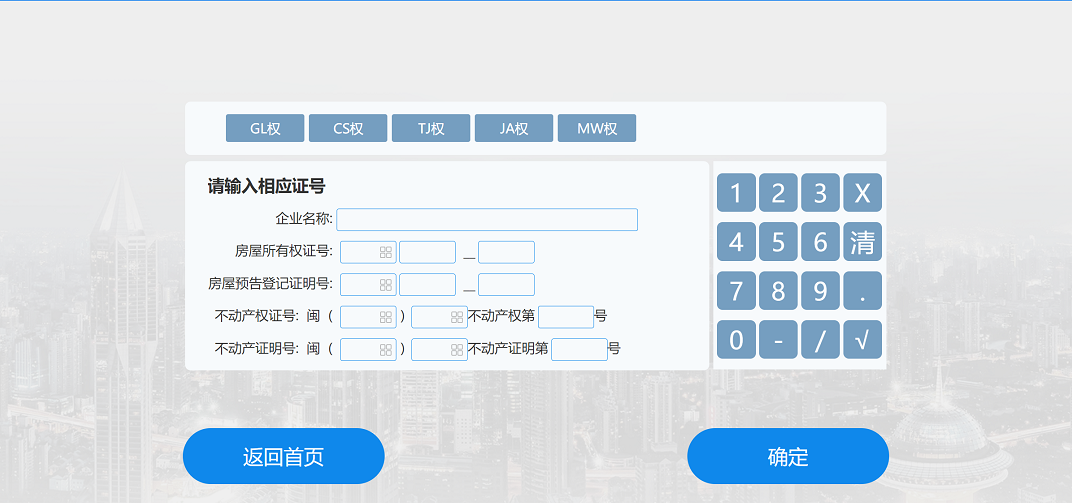 GL权 CS权 TJ权 JA权 MW权
请输入相应证号
企业名称:
房屋所有权证号: _
房屋预告登记证明号: _
不动产权证号: 闽 ( ) 不动产权第 号
不动产证明号: 闽 ( ) 不动产证明第 号
1 2 3 X
4 5 6 清
7 8 9 .
0 - / √
返回首页 确定